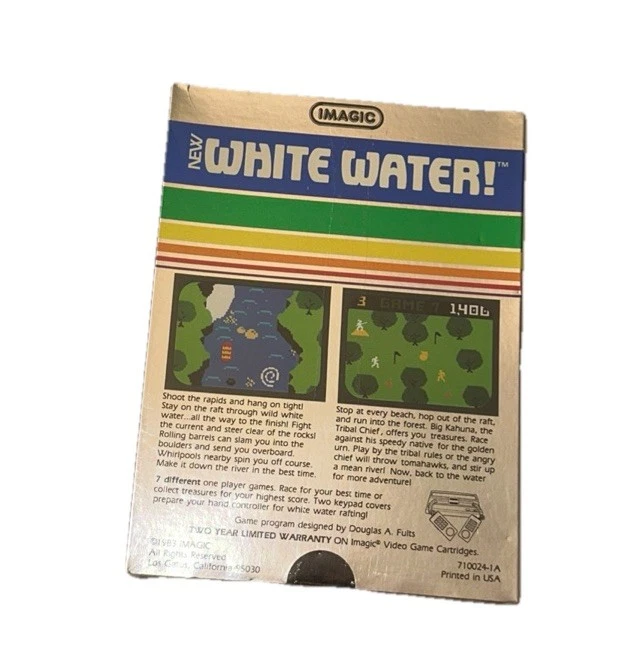 IMAGIC
NEW
WHITE WATER!™
3 GAME 7 1,406
Shoot the rapids and hang on tight!
Stay on the raft through wild white
water...all the way to the finish! Fight
the current and steer clear of the rocks!
Rolling barrels can slam you into the
boulders and send you overboard.
Whirlpools nearby spin you off course.
Make it down the river in the best time.
Stop at every beach, hop out of the raft,
and run into the forest. Big Kahuna, the
Tribal Chief, offers you treasures. Race
against his speedy native for the golden
urn. Play by the tribal rules or the angry
chief will throw tomahawks, and stir up
a mean river! Now, back to the water
for more adventure!
7 different one player games. Race for your best time or
collect treasures for your highest score. Two keypad covers
prepare your hand controller for white water rafting!
Game program designed by Douglas A. Fults
TWO YEAR LIMITED WARRANTY ON Imagic® Video Game Cartridges.
©1983 IMAGIC
All Rights Reserved
Los Gatos, California 95030
710024-1A
Printed in USA